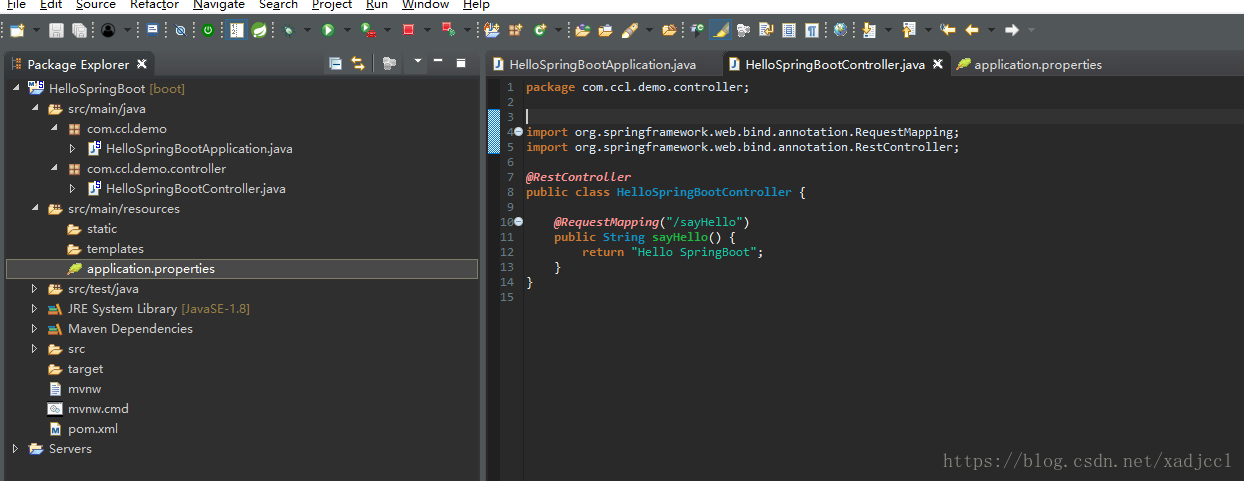 File Edit Source Refactor Navigate Search Project Run Window Help
Package Explorer
HelloSpringBoot [boot]
src/main/java
com.ccl.demo
HelloSpringBootApplication.java
com.ccl.demo.controller
HelloSpringBootController.java
src/main/resources
static
templates
application.properties
src/test/java
JRE System Library [JavaSE-1.8]
Maven Dependencies
src
target
mvnw
mvnw.cmd
pom.xml
Servers
HelloSpringBootApplication.java HelloSpringBootController.java application.properties
1 package com.ccl.demo.controller;
2
3
4 import org.springframework.web.bind.annotation.RequestMapping;
5 import org.springframework.web.bind.annotation.RestController;
6
7 @RestController
8 public class HelloSpringBootController {
9
10 @RequestMapping("/sayHello")
11 public String sayHello() {
12 return "Hello SpringBoot";
13 }
14 }
15
https://blog.csdn.net/xadjccl